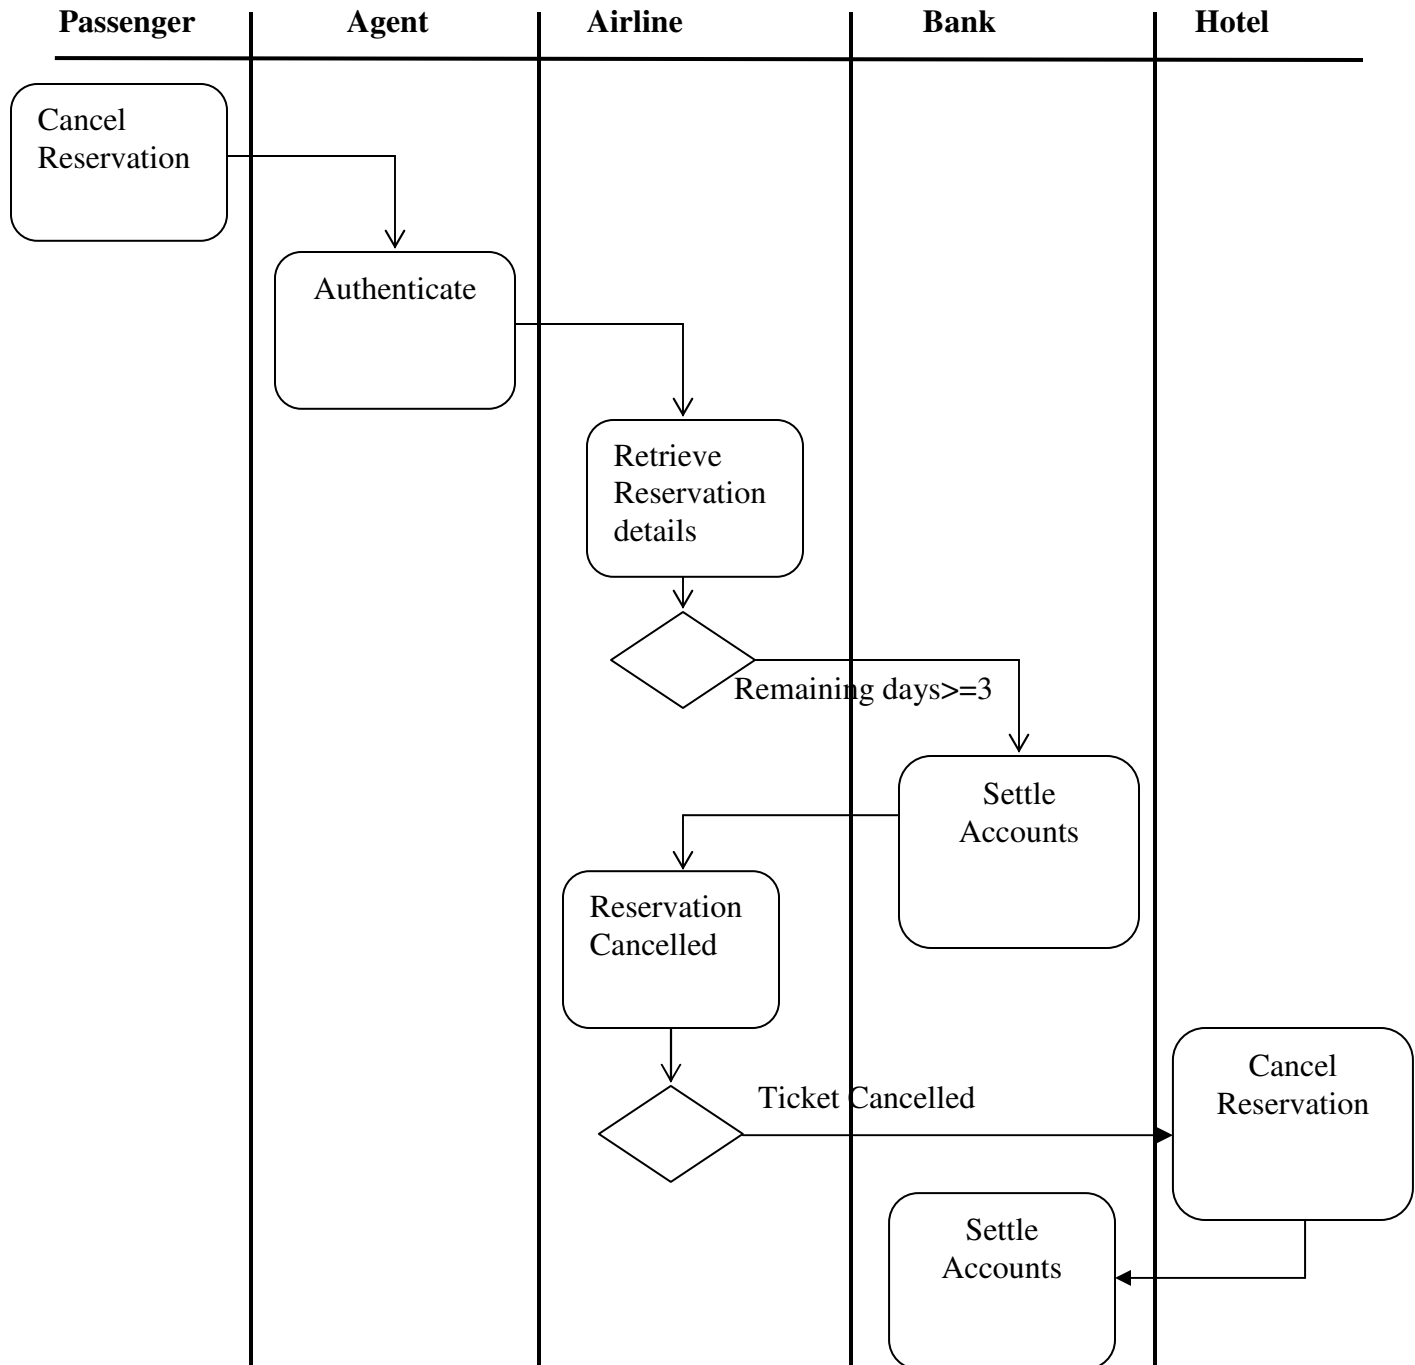 Passenger Agent Airline Bank Hotel
Cancel
Reservation
Authenticate
Retrieve
Reservation
details
Remaining days>=3
Settle
Accounts
Reservation
Cancelled
Ticket Cancelled
Cancel
Reservation
Settle
Accounts